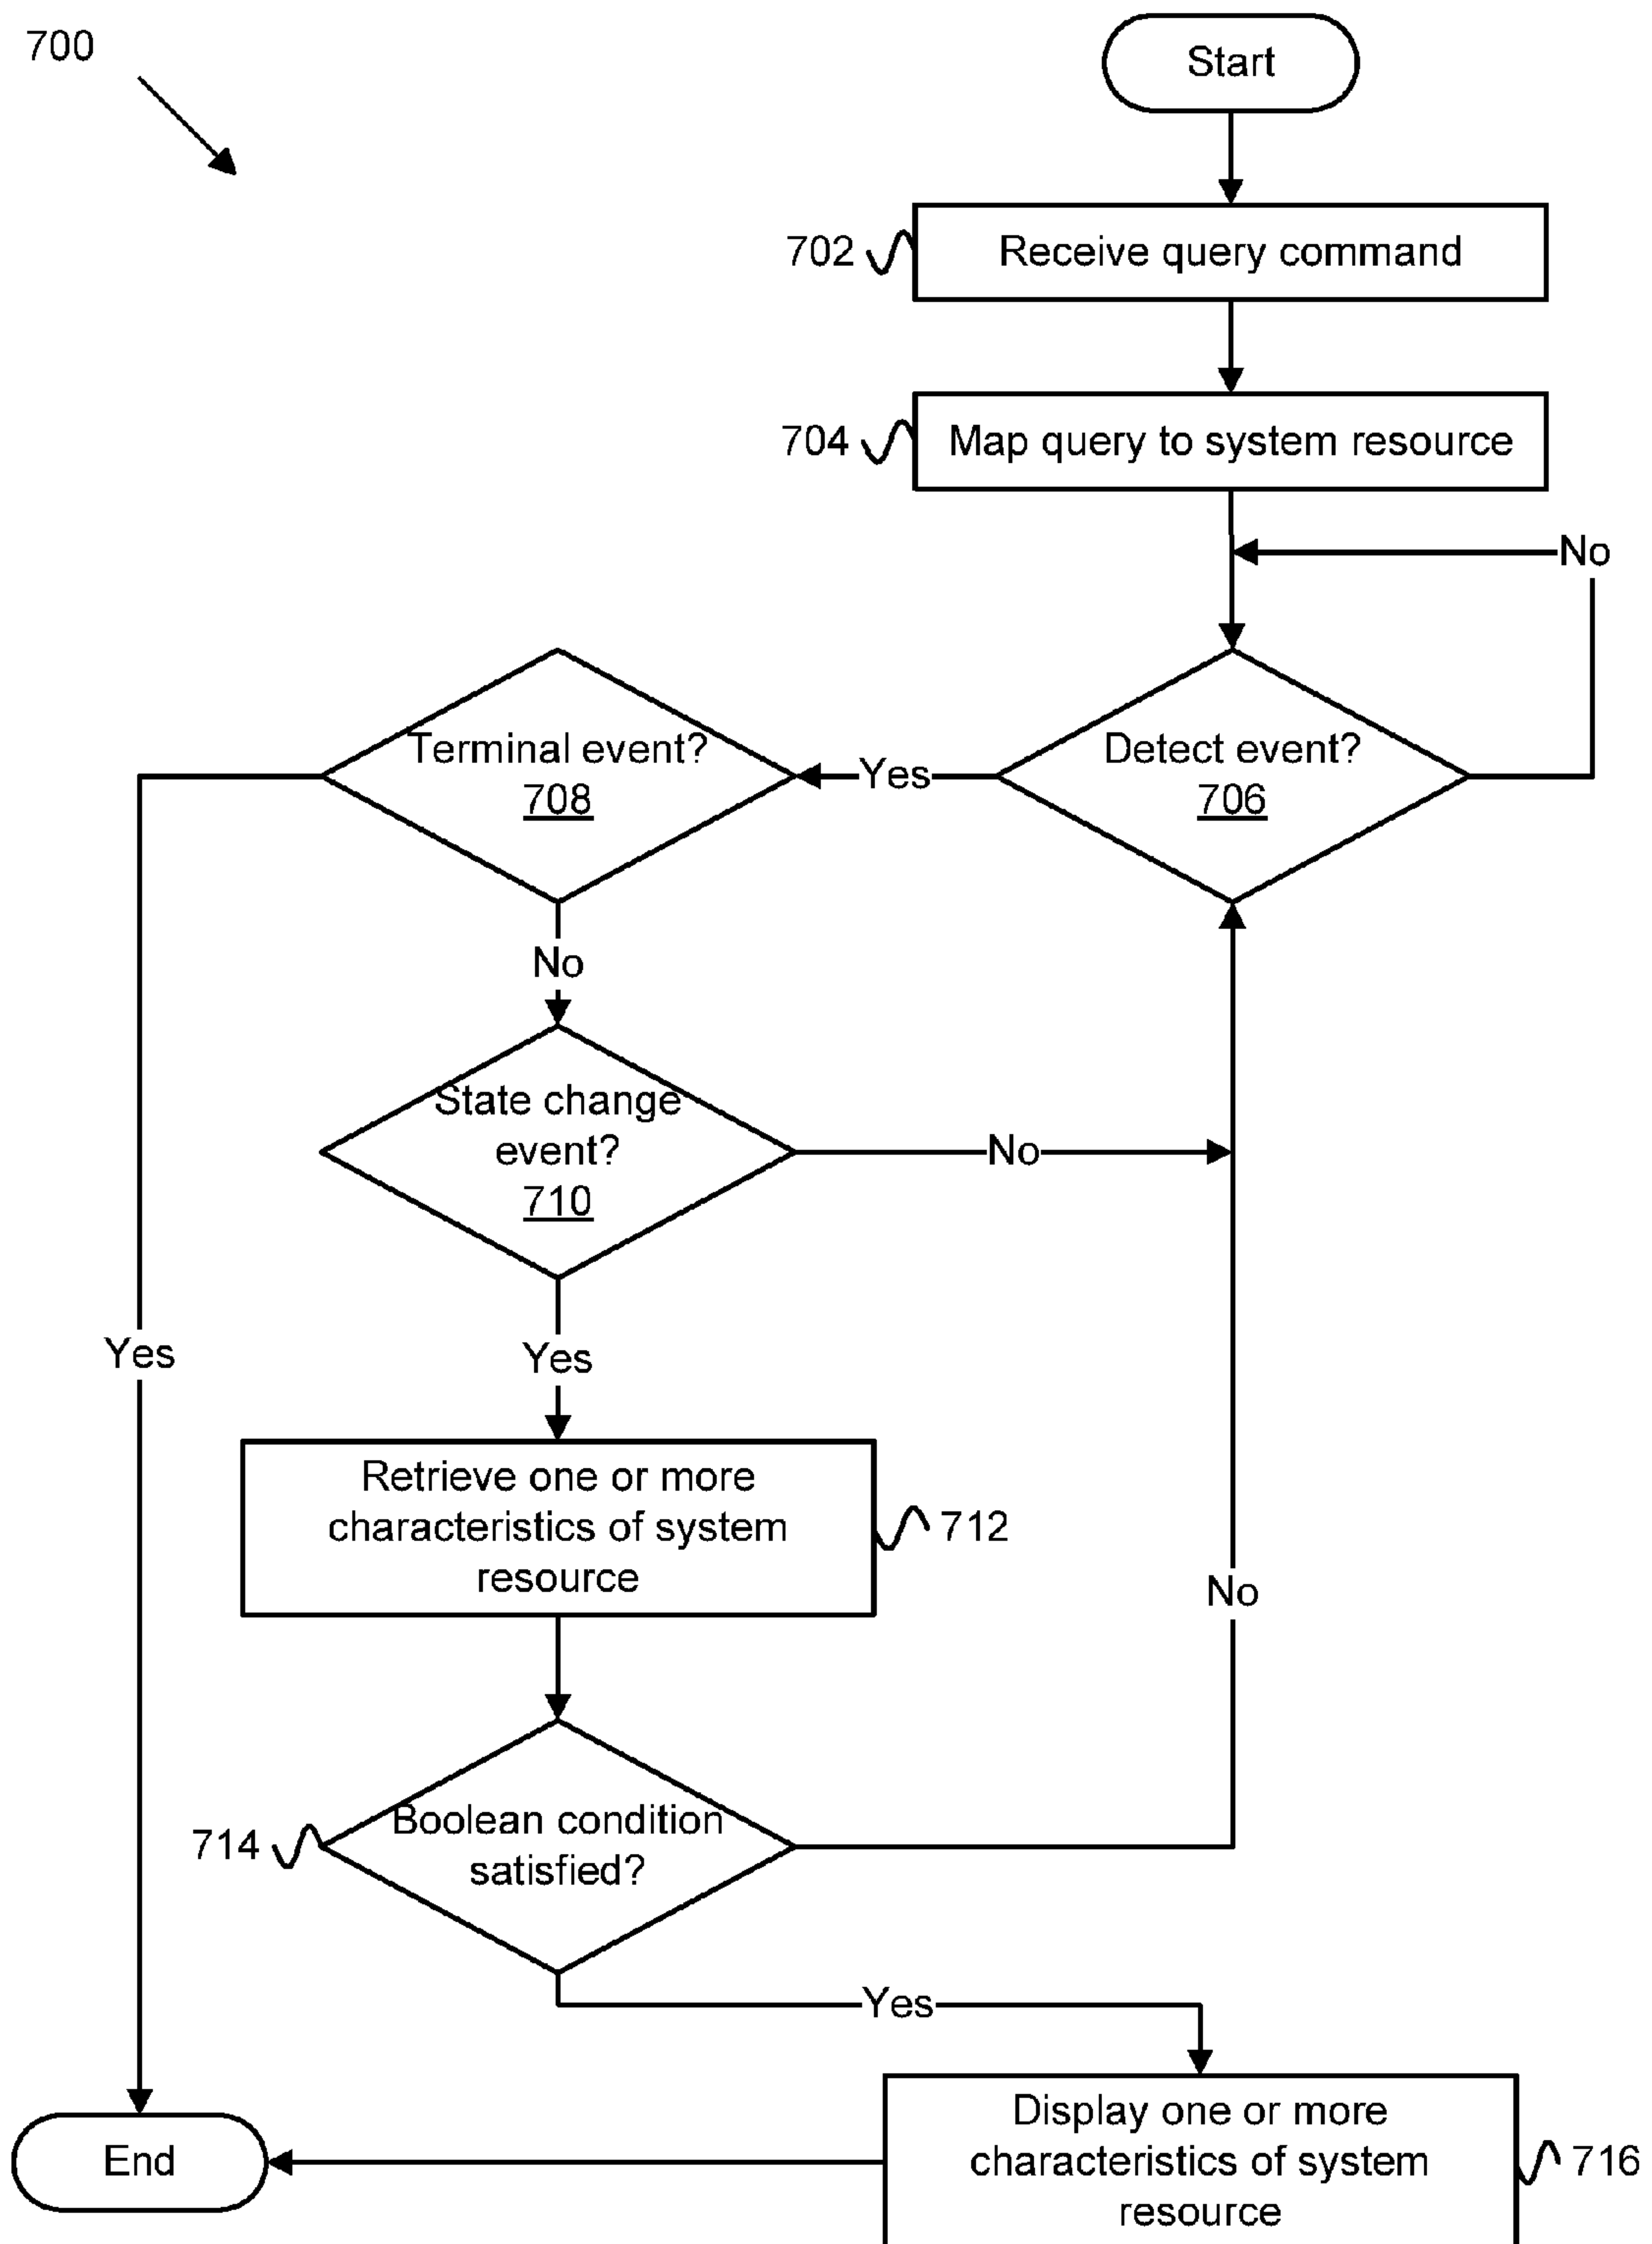 700
Start
702
Receive query command
704
Map query to system resource
No
Terminal event?
708
Yes
Detect event?
706
No
State change
event?
710
No
Yes
Yes
Retrieve one or more
characteristics of system
resource
712
No
714
Boolean condition
satisfied?
Yes
Display one or more
characteristics of system
resource
716
End